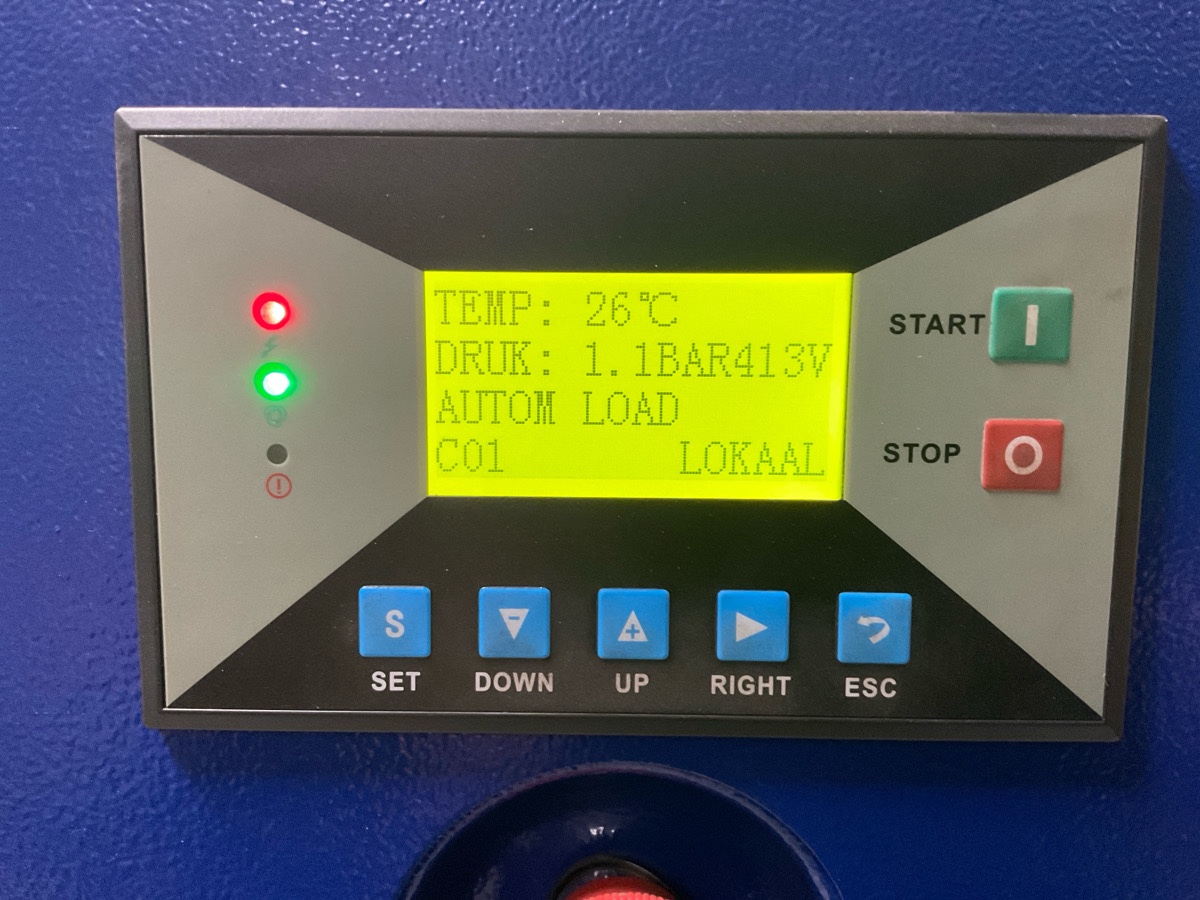 TEMP: 26℃
DRUK: 1.1BAR413V
AUTOM LOAD
C01 LOKAAL
START
STOP
S
SET
DOWN
UP
RIGHT
ESC